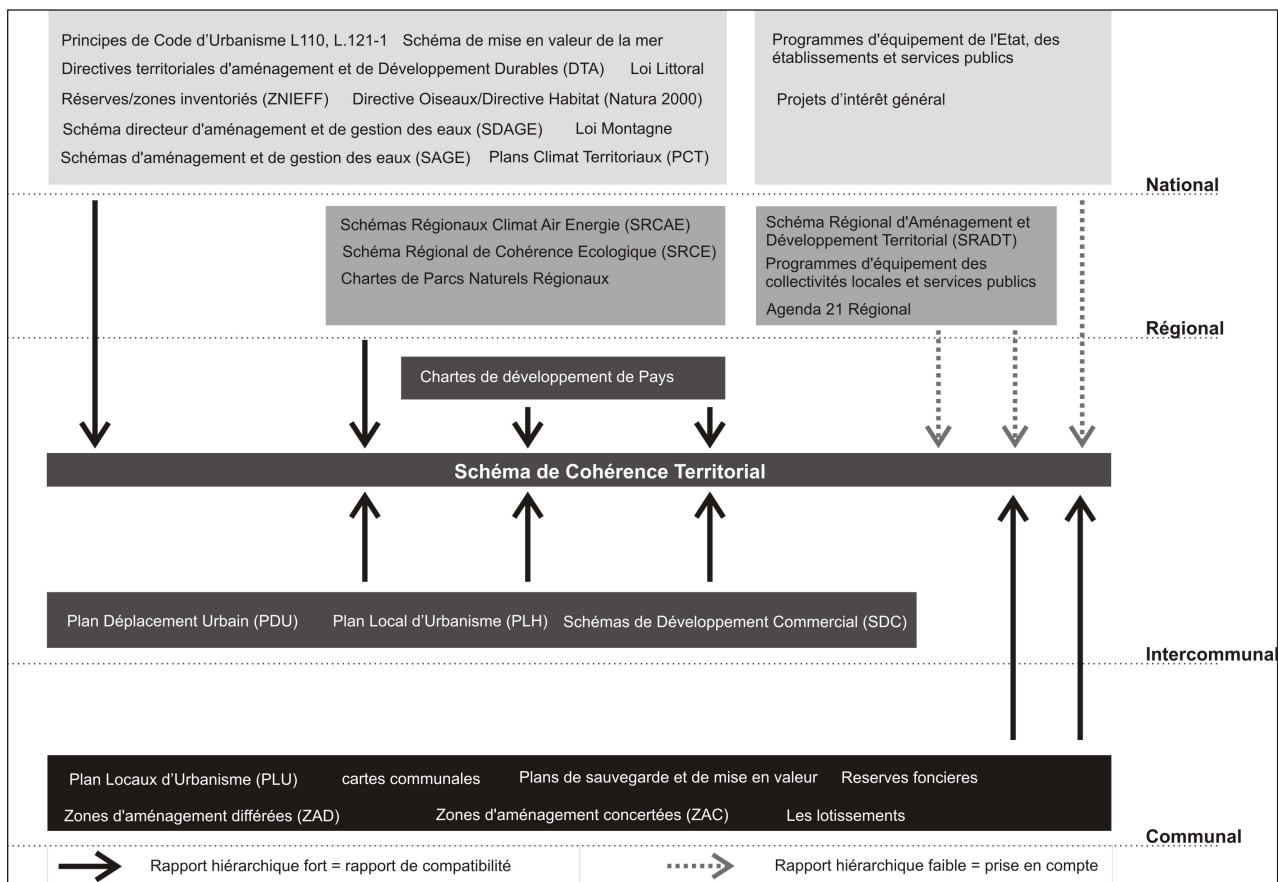 Principes de Code d'Urbanisme L110, L.121-1 Schéma de mise en valeur de la mer
Directives territoriales d'aménagement et de Développement Durables (DTA) Loi Littoral
Réserves/zones inventoriés (ZNIEFF) Directive Oiseaux/Directive Habitat (Natura 2000)
Schéma directeur d'aménagement et de gestion des eaux (SDAGE) Loi Montagne
Schémas d'aménagement et de gestion des eaux (SAGE) Plans Climat Territoriaux (PCT)
Programmes d'équipement de l'Etat, des
établissements et services publics
Projets d'intérêt général
National
Schémas Régionaux Climat Air Energie (SRCAE)
Schéma Régional de Cohérence Ecologique (SRCE)
Chartes de Parcs Naturels Régionaux
Schéma Régional d'Aménagement et
Développement Territorial (SRADT)
Programmes d'équipement des
collectivités locales et services publics
Agenda 21 Régional
Régional
Chartes de développement de Pays
Schéma de Cohérence Territorial
Plan Déplacement Urbain (PDU) Plan Local d'Urbanisme (PLH) Schémas de Développement Commercial (SDC)
Intercommunal
Plan Locaux d'Urbanisme (PLU) cartes communales Plans de sauvegarde et de mise en valeur Reserves foncieres
Zones d'aménagement différées (ZAD) Zones d'aménagement concertées (ZAC) Les lotissements
Communal
Rapport hiérarchique fort = rapport de compatibilité
Rapport hiérarchique faible = prise en compte